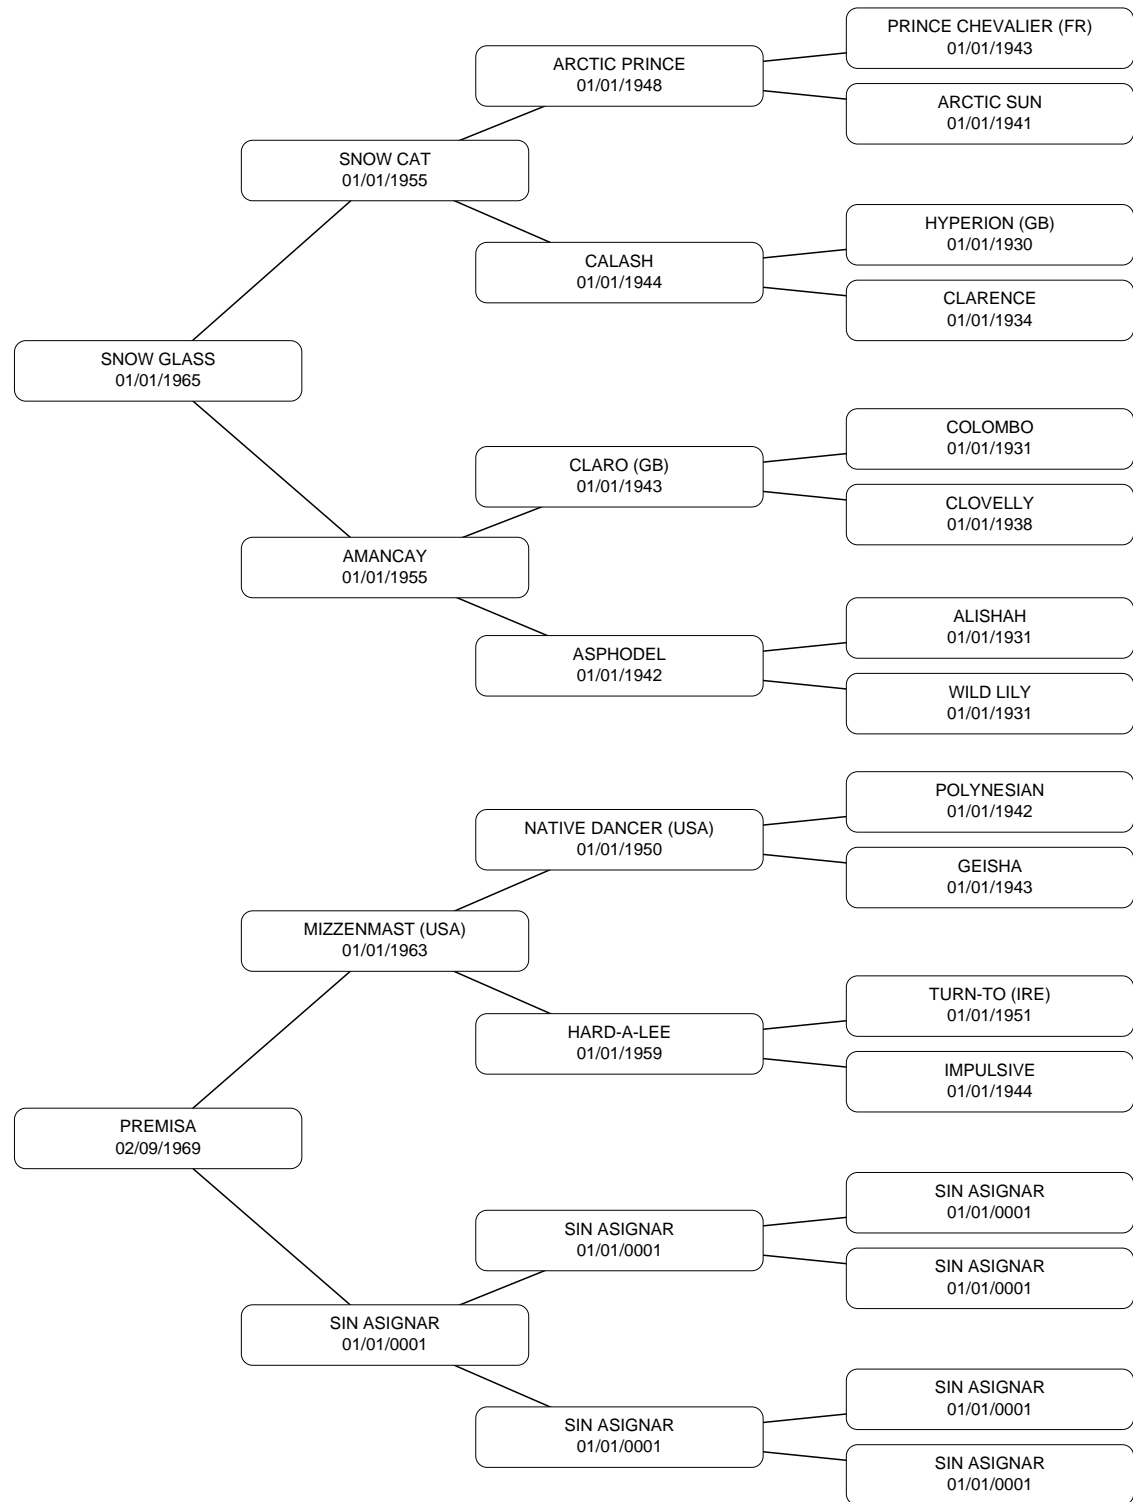 PRINCE CHEVALIER (FR)
01/01/1943
ARCTIC PRINCE
01/01/1948
ARCTIC SUN
01/01/1941
SNOW CAT
01/01/1955
HYPERION (GB)
01/01/1930
CALASH
01/01/1944
CLARENCE
01/01/1934
SNOW GLASS
01/01/1965
COLOMBO
01/01/1931
CLARO (GB)
01/01/1943
CLOVELLY
01/01/1938
AMANCAY
01/01/1955
ALISHAH
01/01/1931
ASPHODEL
01/01/1942
WILD LILY
01/01/1931
POLYNESIAN
01/01/1942
NATIVE DANCER (USA)
01/01/1950
GEISHA
01/01/1943
MIZZENMAST (USA)
01/01/1963
TURN-TO (IRE)
01/01/1951
HARD-A-LEE
01/01/1959
IMPULSIVE
01/01/1944
PREMISA
02/09/1969
SIN ASIGNAR
01/01/0001
SIN ASIGNAR
01/01/0001
SIN ASIGNAR
01/01/0001
SIN ASIGNAR
01/01/0001
SIN ASIGNAR
01/01/0001
SIN ASIGNAR
01/01/0001
SIN ASIGNAR
01/01/0001